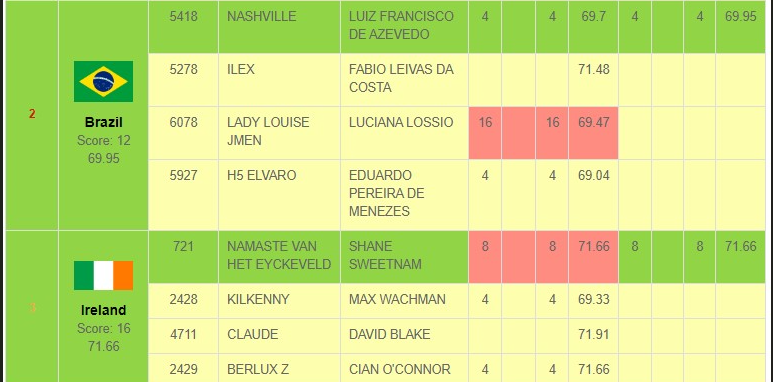 5418 NASHVILLE LUIZ FRANCISCO 4 4 69.7 4 4 69.95
DE AZEVEDO
5278 ILEX FABIO LEIVAS DA 71.48
COSTA
2
Brazil
Score: 12
69.95
6078 LADY LOUISE LUCIANA LOSSIO 16 16 69.47
JMEN
5927 H5 ELVARO EDUARDO 4 4 69.04
PEREIRA DE
MENEZES
721 NAMASTE VAN SHANE 8 8 71.66 8 8 71.66
HET EYCKEVELD SWEETNAM
Ireland
Score: 16
71.66
2428 KILKENNY MAX WACHMAN 4 4 69.33
4711 CLAUDE DAVID BLAKE 71.91
2429 BERLUX Z CIAN O'CONNOR 4 4 71.66